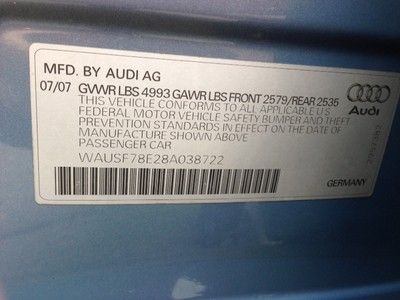 MFD. BY AUDI AG
07/07 GVWR LBS 4993 GAWR LBS FRONT 2579/REAR 2535
THIS VEHICLE CONFORMS TO ALL APPLICABLE
FEDERAL MOTOR VEHICLE SAFETY, BUMPER AND THEFT
PREVENTION STANDARDS IN EFFECT ON THE DATE OF
MANUFACTURE SHOWN ABOVE
PASSENGER CAR
WAUSF78E28A038722
Audi
GERMANY